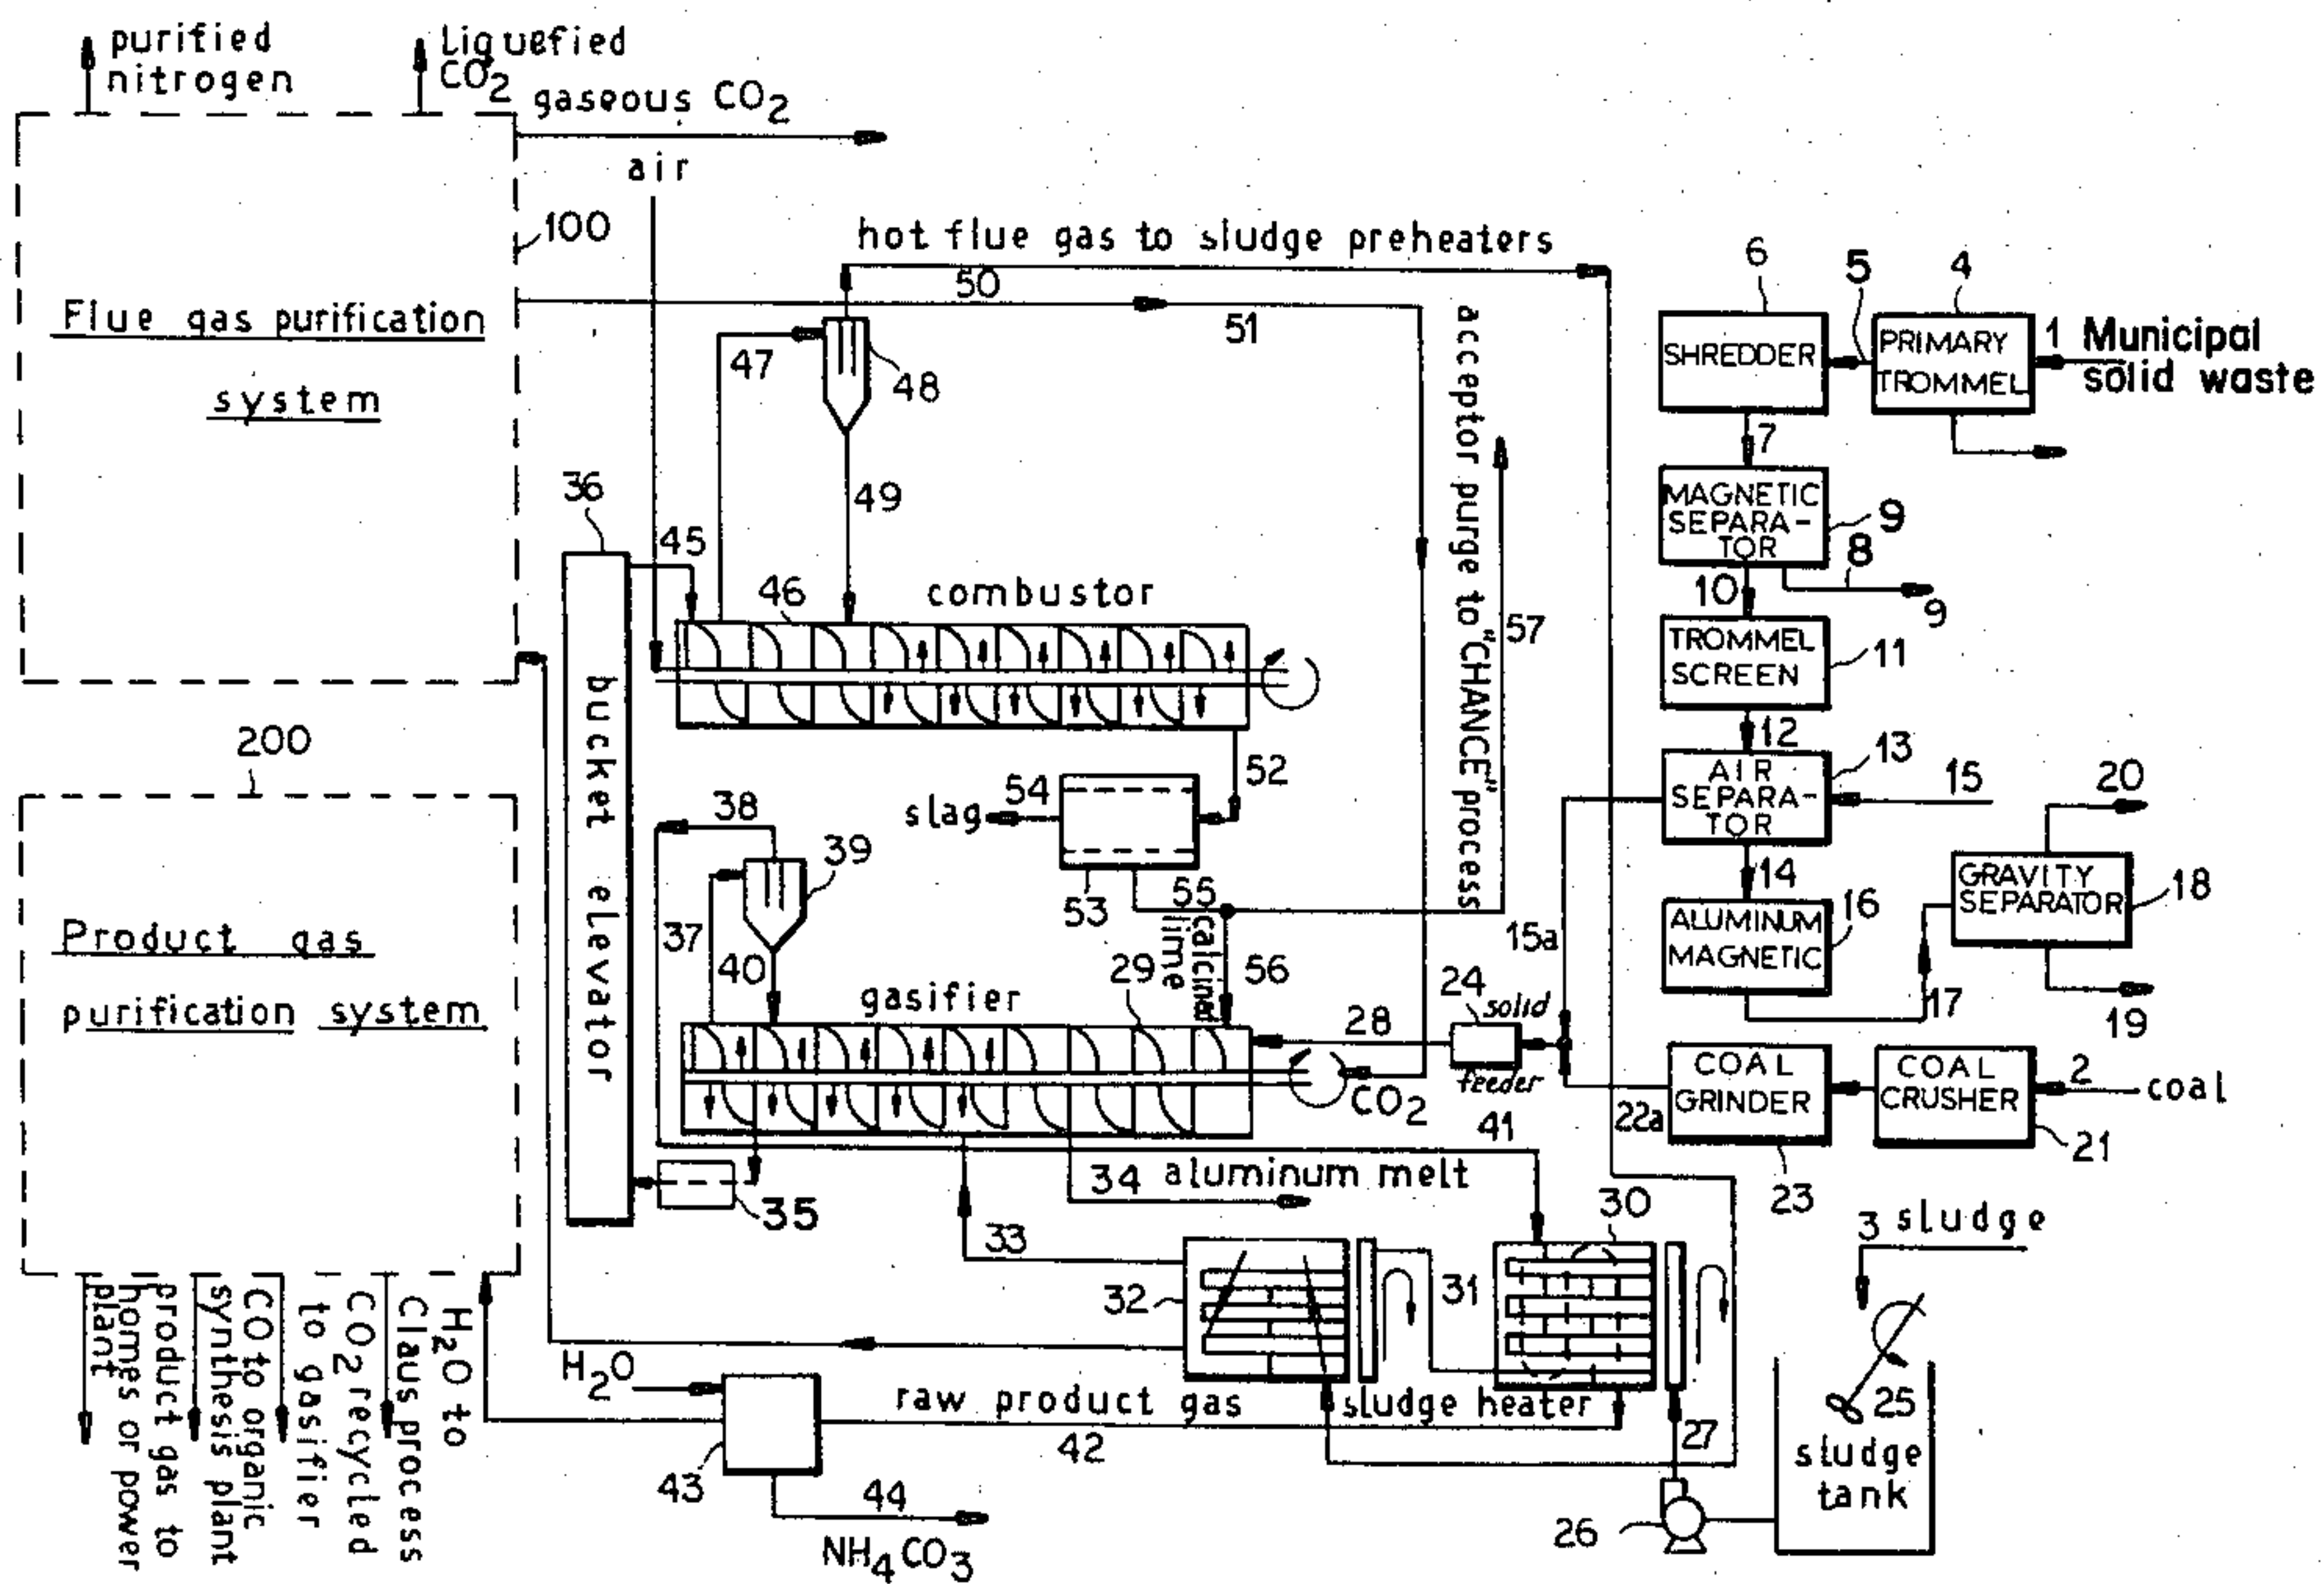 purified
nitrogen
Liquefied
CO2
gaseous CO2
air
100
hot flue gas to sludge preheaters
50
51
Flue gas purification
system
47
48
49
36
45
46
combustor
bucket elevator
acceptor purge to "CHANCE" process
57
52
54
slag
53
55
calcinat
lime
56
200
Product gas
purification system
38
39
37
40
gasifier
29
28
24
solid
feeder
CO2
41
35
34
aluminum melt
33
32
31
30
sludge heater
H2O
raw product gas
42
43
44
NH4CO3
6
5
4
SHREDDER
PRIMARY
TROMMEL
1
Municipal
solid waste
7
MAGNETIC
SEPARA-
TOR
9
8
9
10
TROMMEL
SCREEN
11
12
AIR
SEPARA-
TOR
13
15
15a
14
ALUMINUM
MAGNETIC
16
17
20
GRAVITY
SEPARATOR
18
19
COAL
GRINDER
COAL
CRUSHER
2
coal
22a
23
21
3 sludge
25
sludge
tank
27
26
H2O to
Claus process
CO2 recycled
to gasifier
CO to organic
synthesis plant
product gas to
homes or power
plant